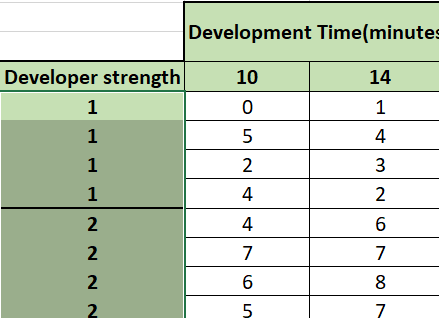 Development Time(minutes
Developer strength 10 14
1 0 1
1 5 4
1 2 3
1 4 2
2 4 6
2 7 7
2 6 8
2 5 7